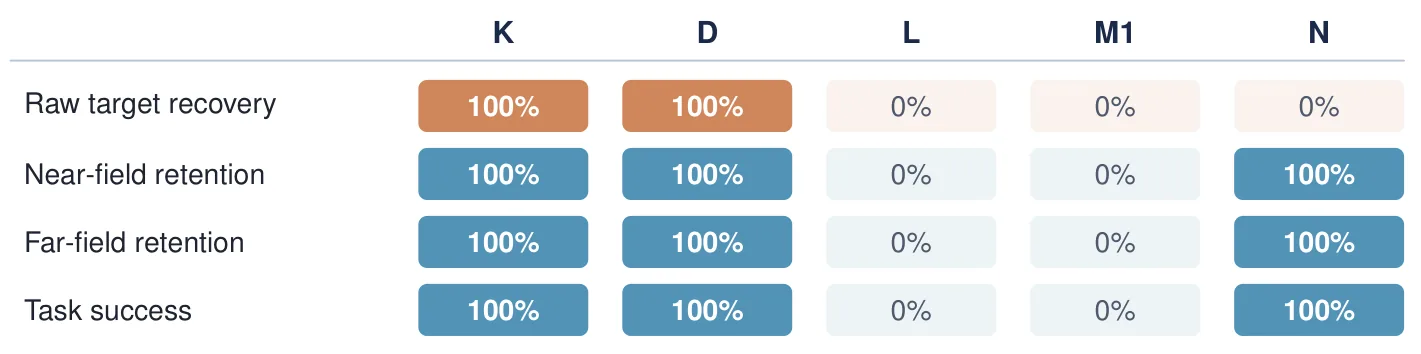 K D L M1 N
Raw target recovery 100% 100% 0% 0% 0%
Near-field retention 100% 100% 0% 0% 100%
Far-field retention 100% 100% 0% 0% 100%
Task success 100% 100% 0% 0% 100%